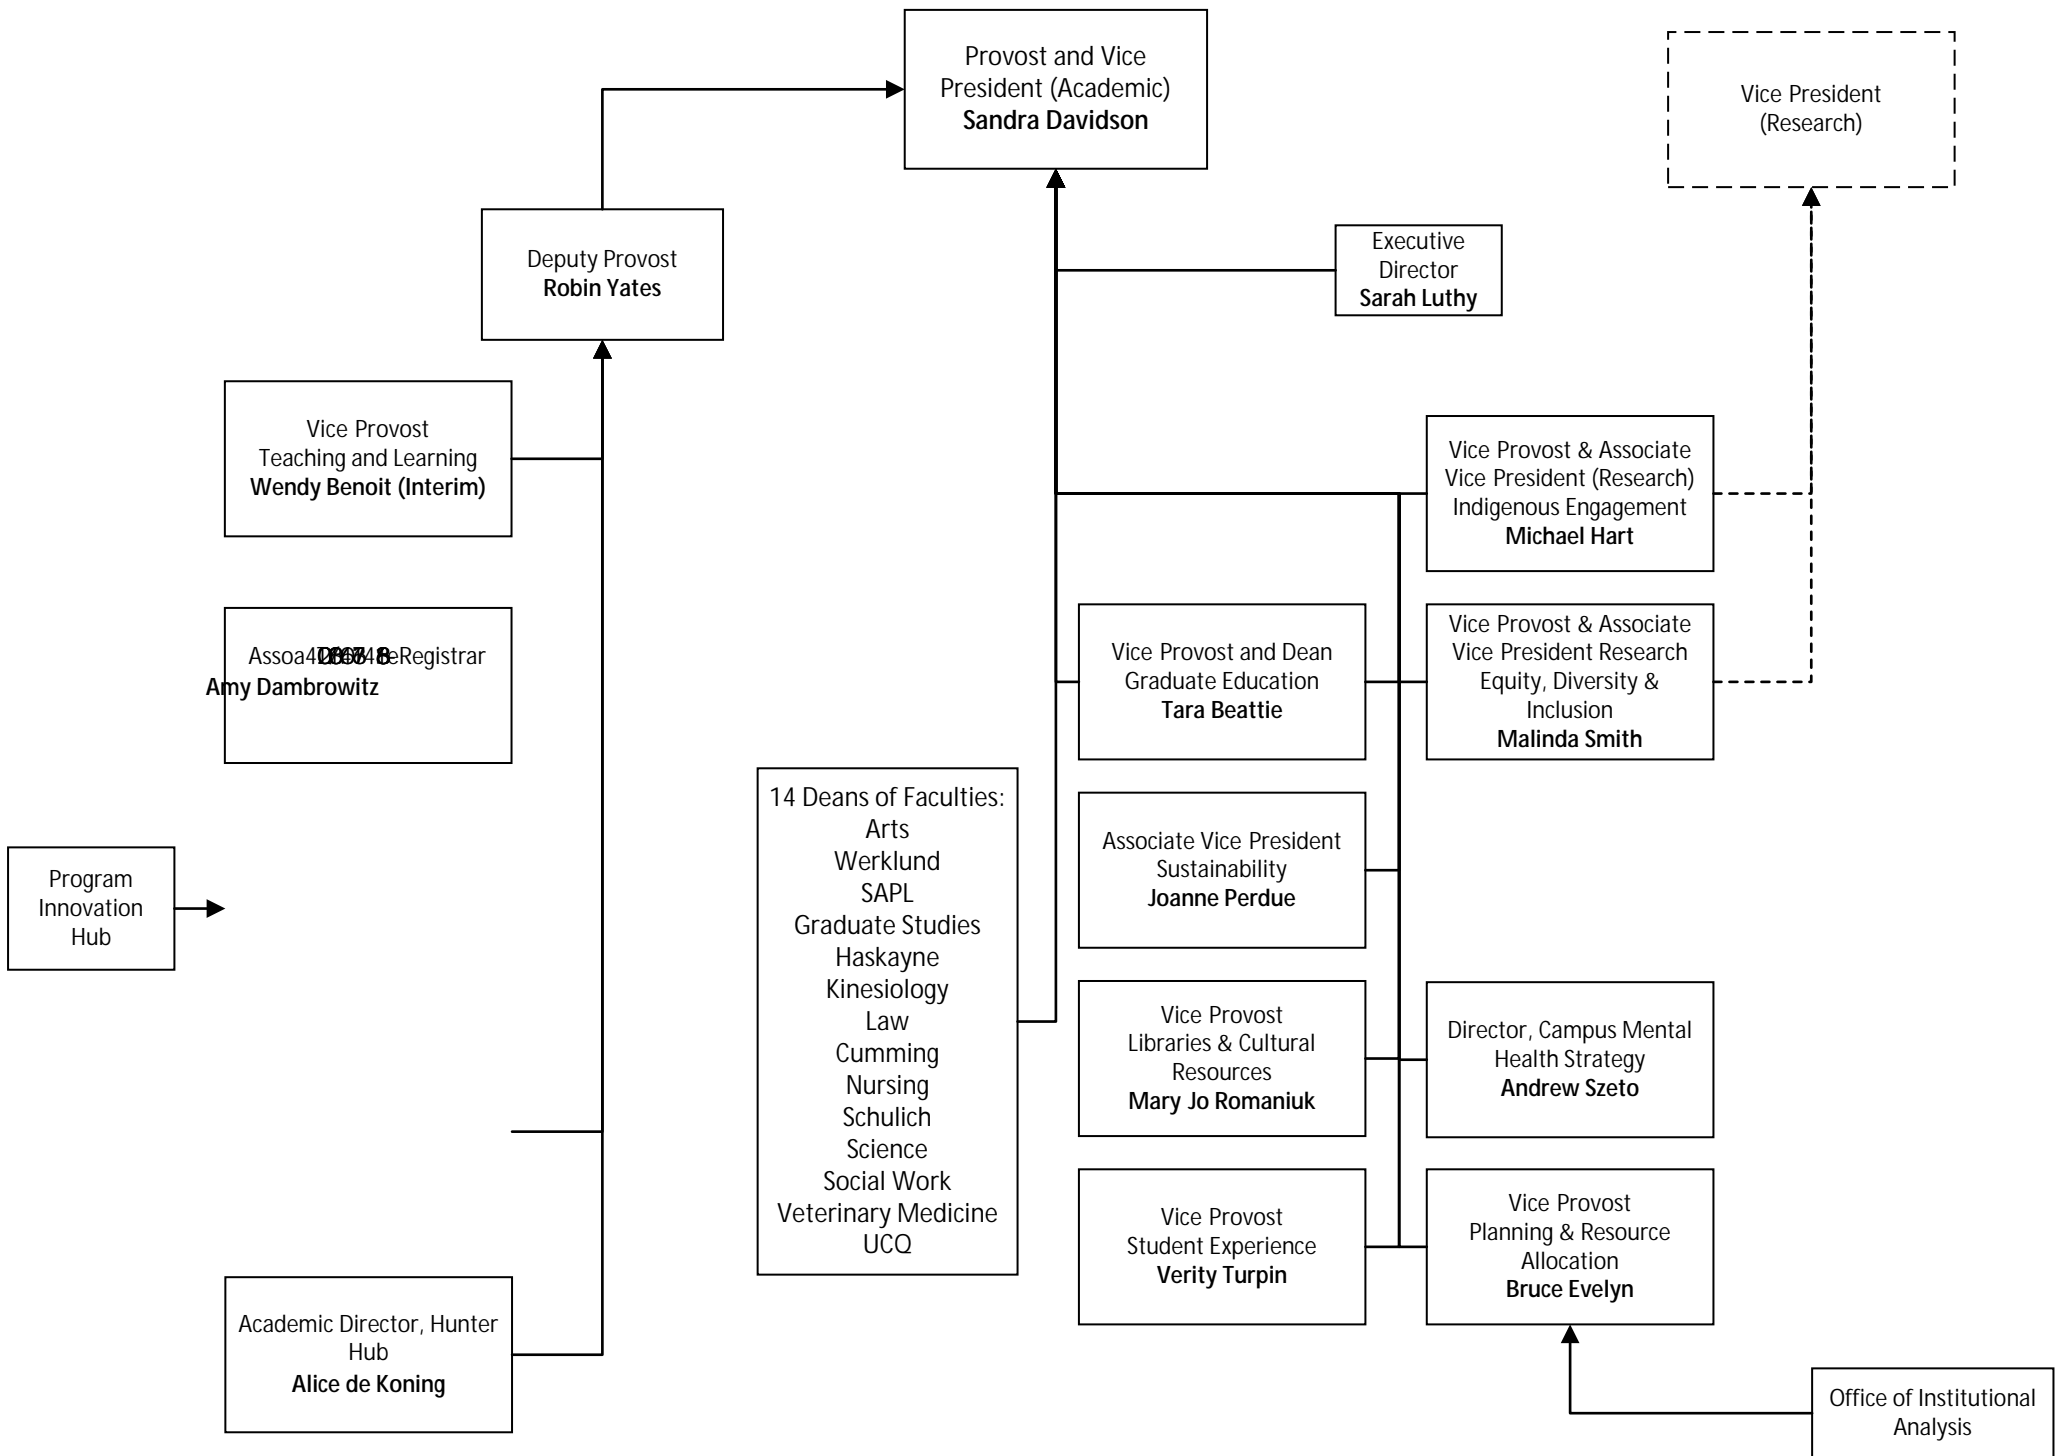 Provost and Vice
President (Academic)
Sandra Davidson
Vice President
(Research)
Deputy Provost
Robin Yates
Executive
Director
Sarah Luthy
Vice Provost
Teaching and Learning
Wendy Benoit (Interim)
Vice Provost & Associate
Vice President (Research)
Indigenous Engagement
Michael Hart
Registrar
Amy Dambrowitz
Vice Provost and Dean
Graduate Education
Tara Beattie
Vice Provost & Associate
Vice President Research
Equity, Diversity &
Inclusion
Malinda Smith
14 Deans of Faculties:
Arts
Werklund
SAPL
Graduate Studies
Haskayne
Kinesiology
Law
Cumming
Nursing
Schulich
Science
Social Work
Veterinary Medicine
UCQ
Associate Vice President
Sustainability
Joanne Perdue
Program
Innovation
Hub
Vice Provost
Libraries & Cultural
Resources
Mary Jo Romaniuk
Director, Campus Mental
Health Strategy
Andrew Szeto
Vice Provost
Student Experience
Verity Turpin
Vice Provost
Planning & Resource
Allocation
Bruce Evelyn
Academic Director, Hunter
Hub
Alice de Koning
Office of Institutional
Analysis